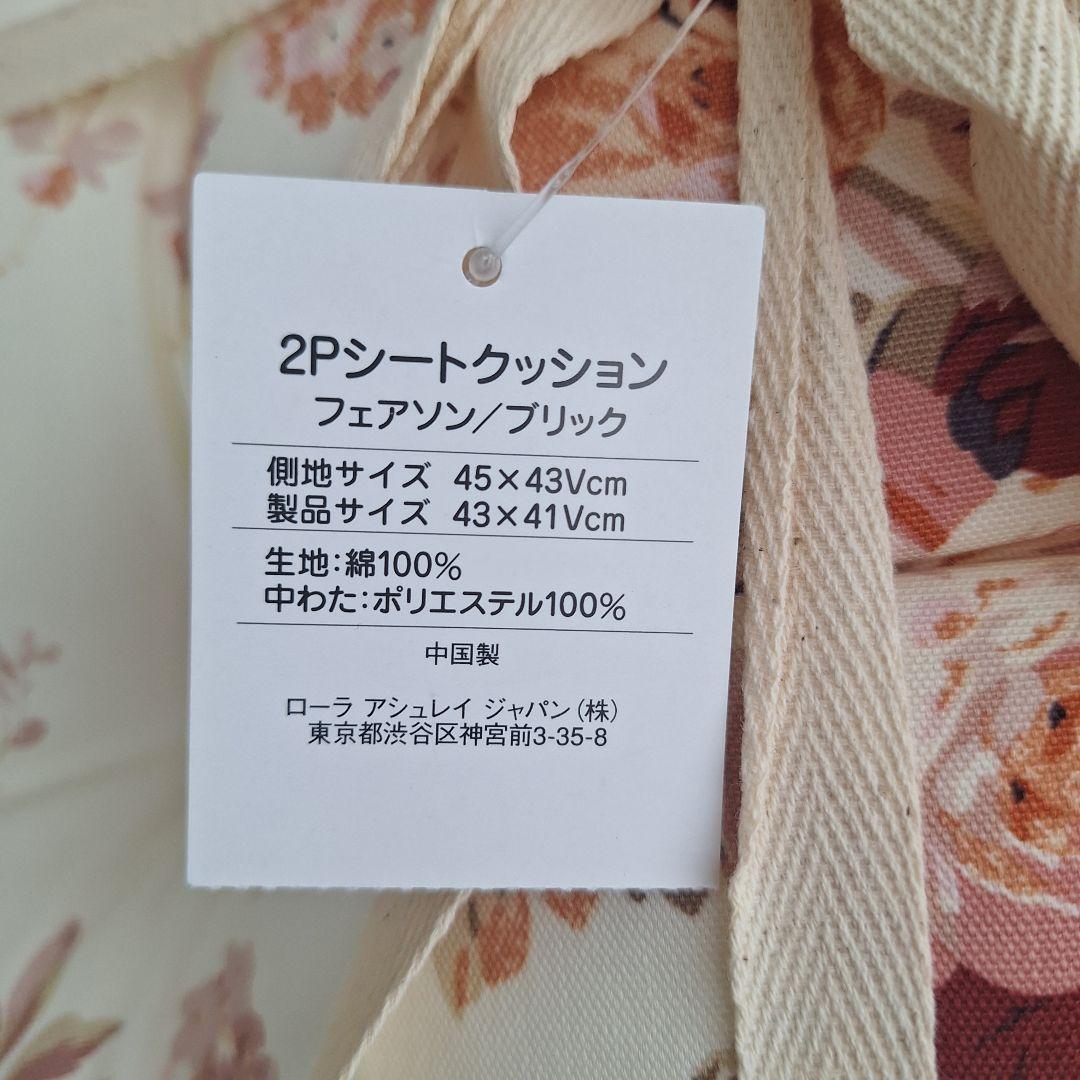 2Pシートクッション
フェアソン/ブリック
側地サイズ 45×43Vcm
製品サイズ 43×41Vcm
生地:綿100%
中わた:ポリエステル100%
中国製
ローラ アシュレイ ジャパン(株)
東京都渋谷区神宮前3-35-8